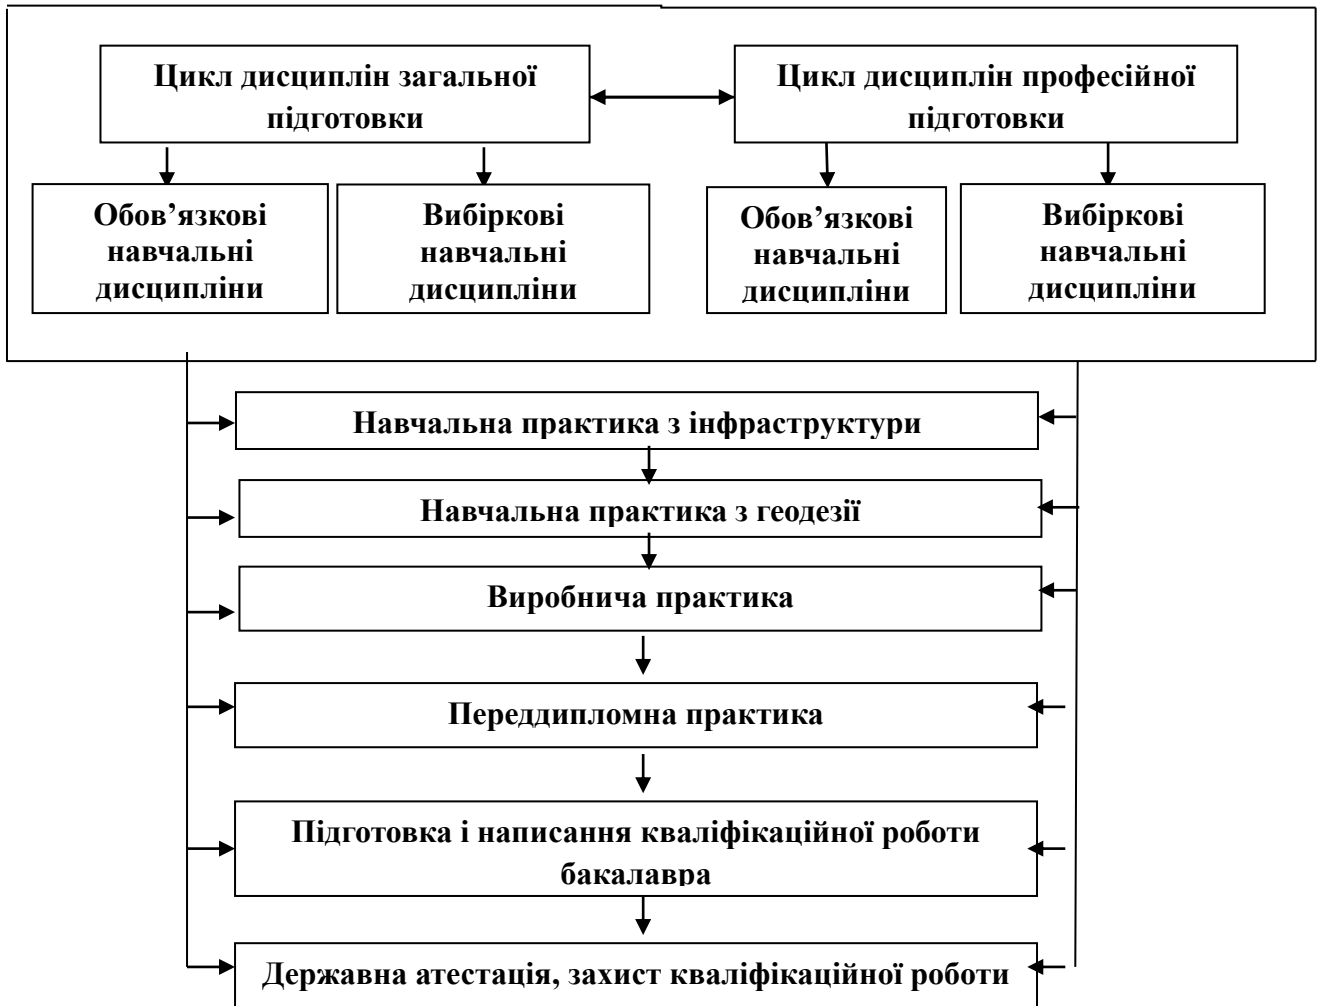 Цикл дисциплін загальної
підготовки
Цикл дисциплін професійної
підготовки
Обов’язкові
навчальні
дисципліни
Вибіркові
навчальні
дисципліни
Обов’язкові
навчальні
дисципліни
Вибіркові
навчальні
дисципліни
Навчальна практика з інфраструктури
Навчальна практика з геодезії
Виробнича практика
Переддипломна практика
Підготовка і написання кваліфікаційної роботи
бакалавра
Державна атестація, захист кваліфікаційної роботи